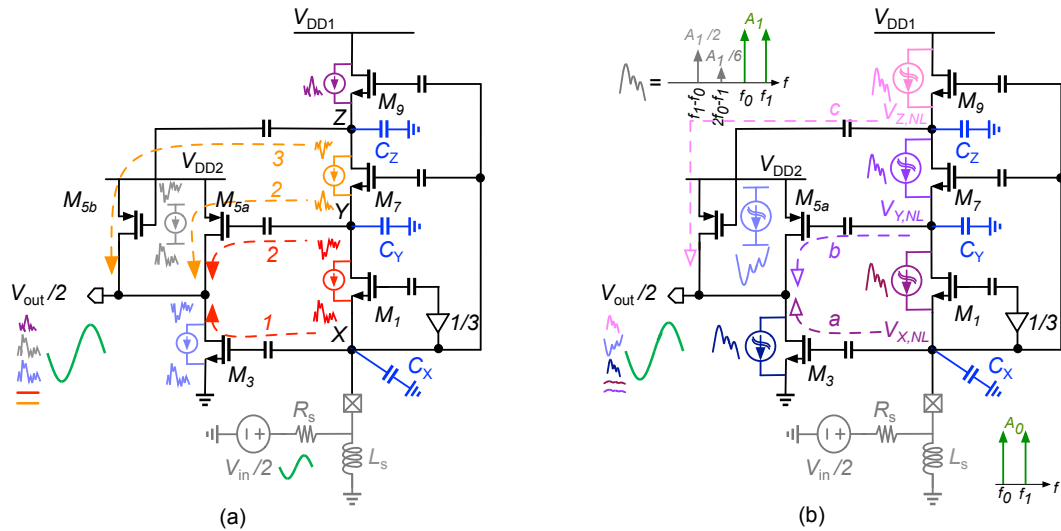 V_DD1
M_9
Z
C_Z
3
V_DD2
M_5b
M_5a
2
M_7
Y
2
C_Y
V_out/2
M_1
1
X
1/3
M_3
C_X
R_s
V_in/2
L_s
(a)
A_1/2
A_1/6
A_1
=
f
f_1-f_0
2f_0-f_1
f_0
f_1
V_DD1
M_9
c
V_Z,NL
C_Z
V_DD2
M_5a
M_7
V_Y,NL
b
C_Y
V_out/2
M_1
a
V_X,NL
1/3
M_3
C_X
R_s
V_in/2
L_s
A_0
f_0
f_1
f
(b)